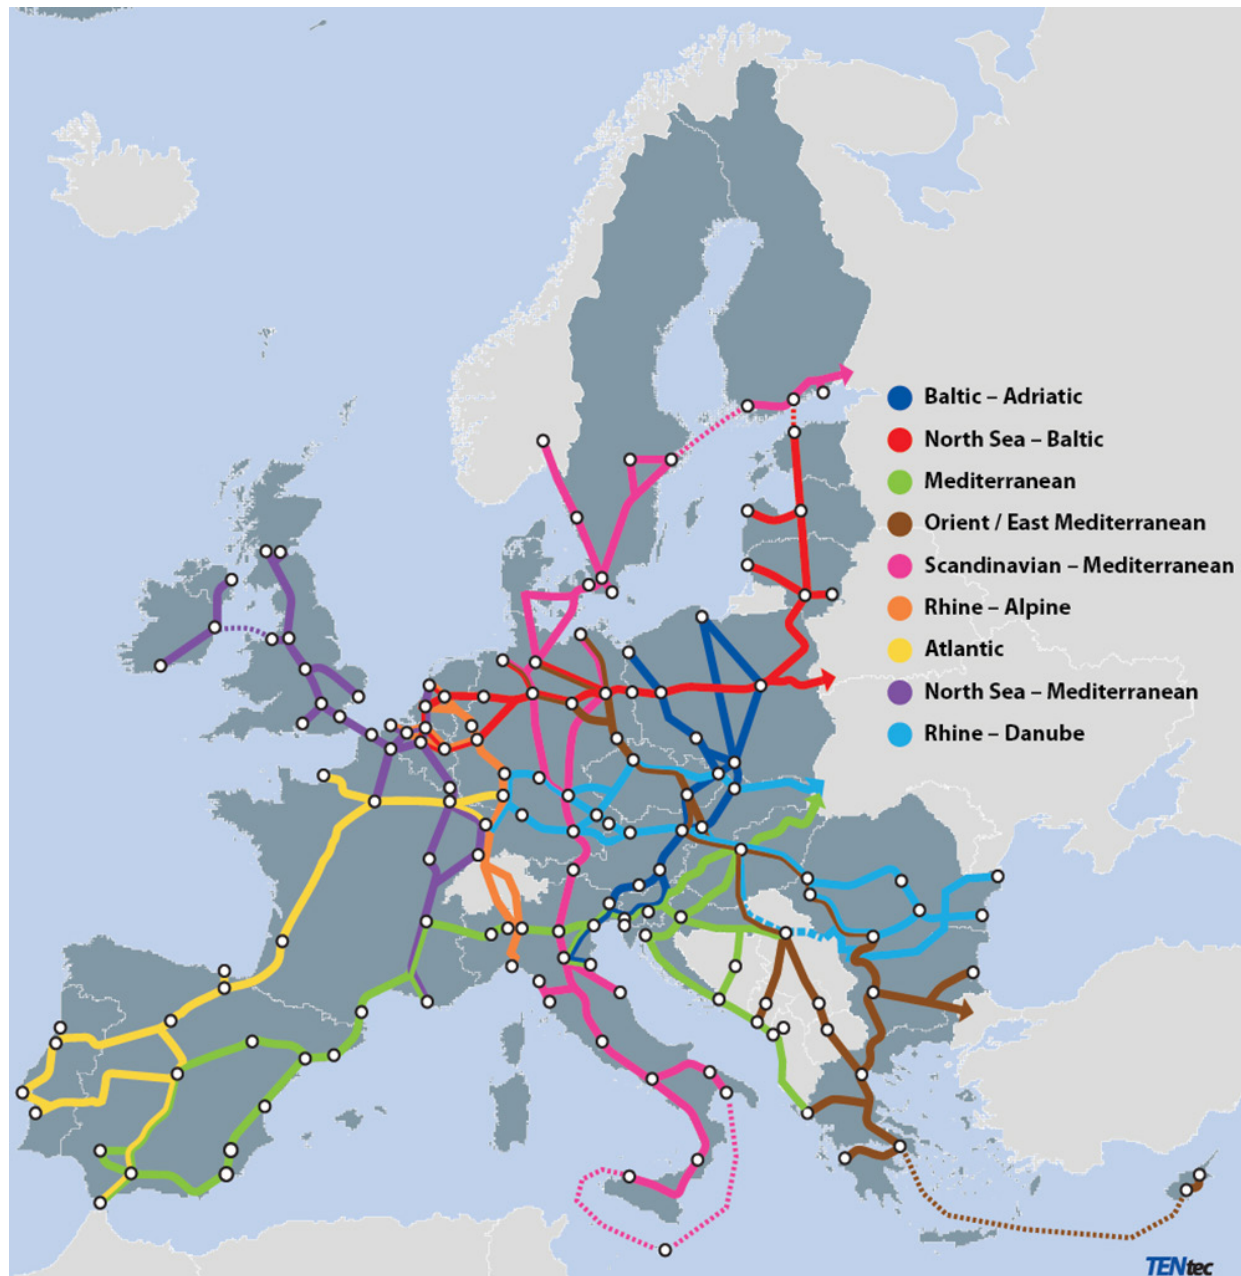 Baltic – Adriatic
North Sea – Baltic
Mediterranean
Orient / East Mediterranean
Scandinavian – Mediterranean
Rhine – Alpine
Atlantic
North Sea – Mediterranean
Rhine – Danube
TENtec